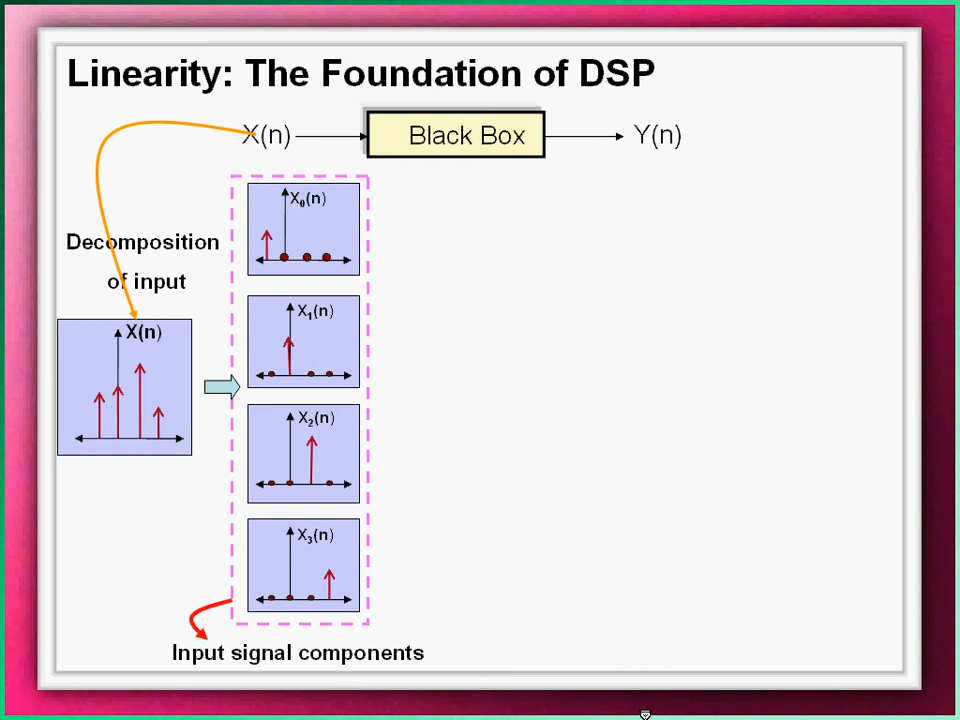 Linearity: The Foundation of DSP
X(n)
Black Box
Y(n)
X₀(n)
Decomposition
of input
X₁(n)
X(n)
X₂(n)
X₃(n)
Input signal components